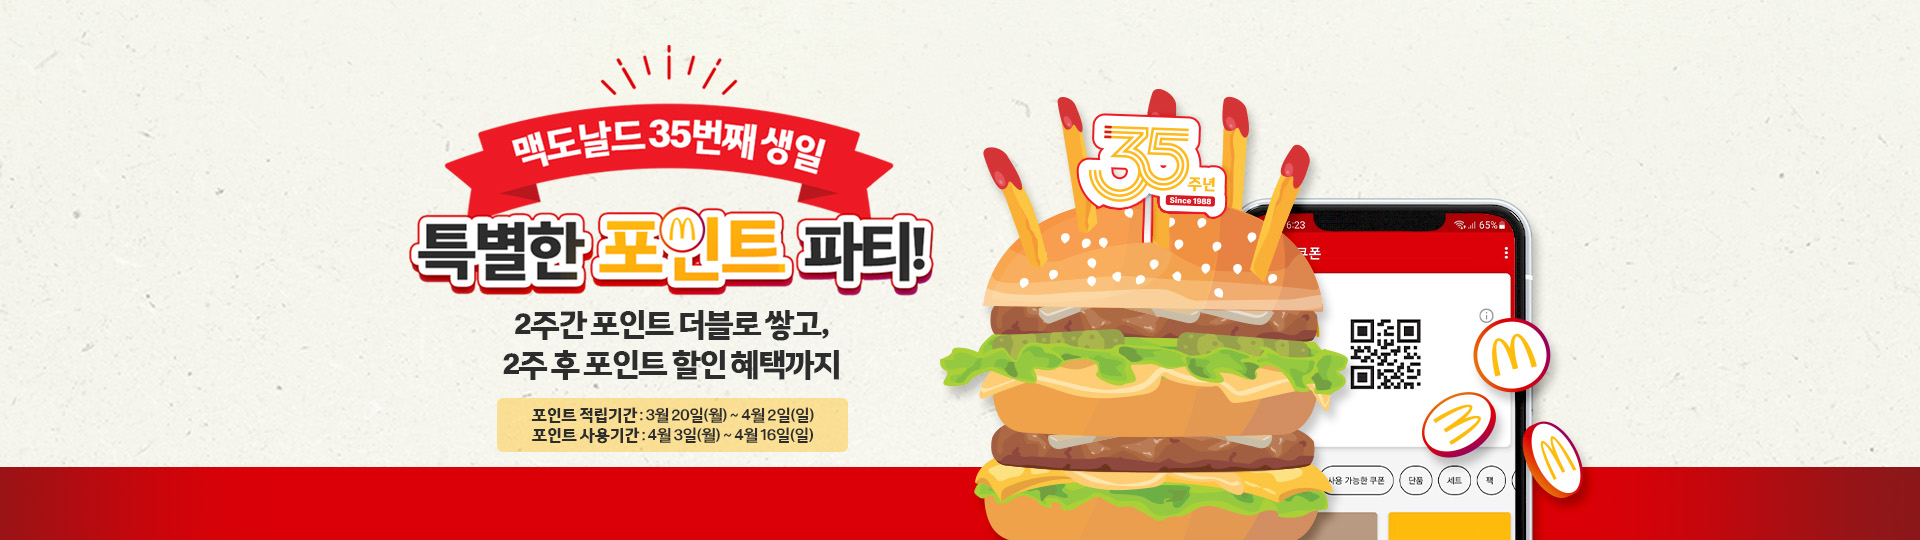 맥도날드 35번째 생일
특별한 포인트 파티!
2주간 포인트 더블로 쌓고,
2주 후 포인트 할인 혜택까지
포인트 적립기간 : 3월 20일(월) ~ 4월 2일(일)
포인트 사용기간 : 4월 3일(월) ~ 4월 16일(일)
35
주년
Since 1988
6:23 65%
쿠폰
사용 가능한 쿠폰 단품 세트 팩